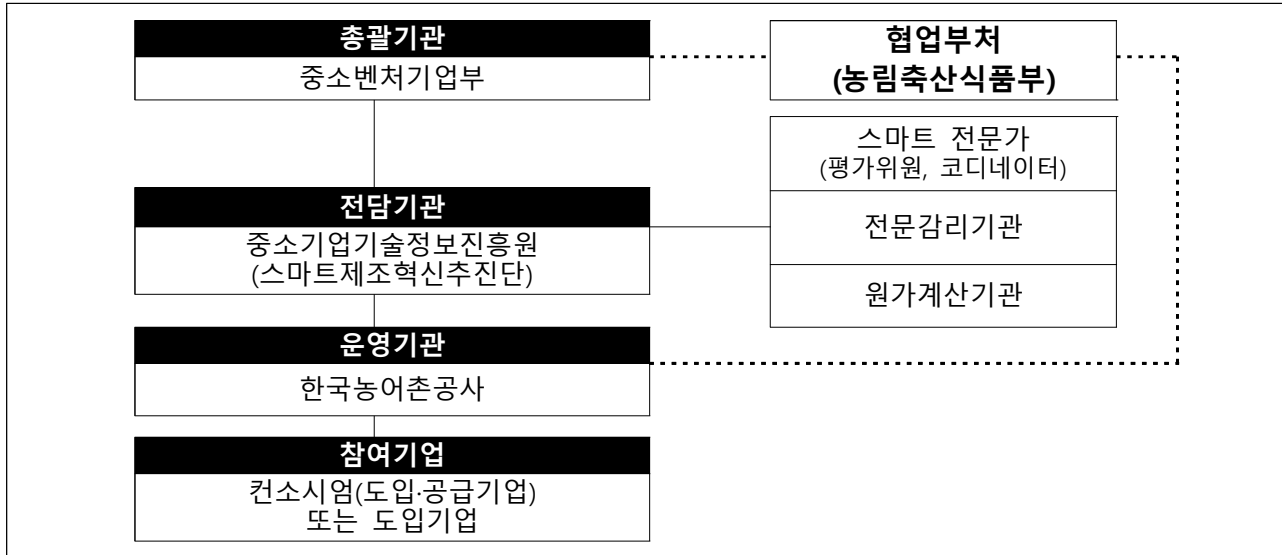 총괄기관
중소벤처기업부
협업부처
(농림축산식품부)
스마트 전문가
(평가위원, 코디네이터)
전문감리기관
원가계산기관
전담기관
중소기업기술정보진흥원
(스마트제조혁신추진단)
운영기관
한국농어촌공사
참여기업
컨소시엄(도입·공급기업)
또는 도입기업